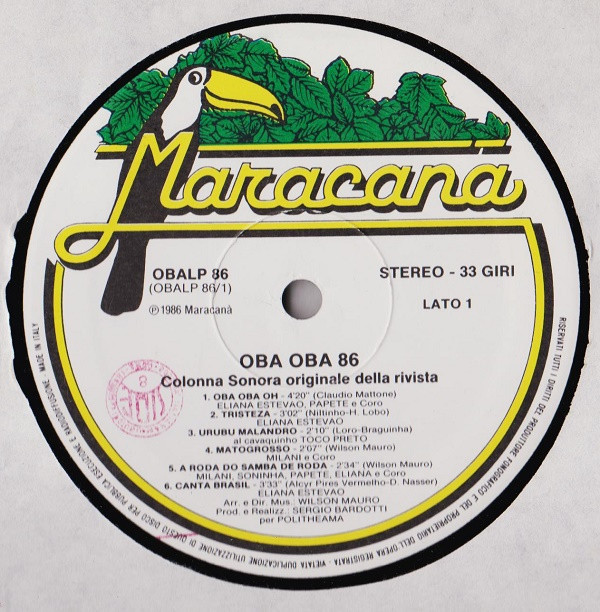 Maracanà
OBALP 86
(OBALP 86/1)
℗ 1986 Maracanà
STEREO - 33 GIRI
LATO 1
OBA OBA 86
Colonna Sonora originale della rivista
1. OBA OBA OH - 4'20" (Claudio Mattone)
ELIANA ESTEVAO, PAPETE e Coro
2. TRISTEZA - 3'02" (Niltinho-H. Lobo)
ELIANA ESTEVAO
3. URUBU MALANDRO - 2'10" (Loro-Braguinha)
al cavaquinho TOCO PRETO
4. MATOGROSSO - 2'07" (Wilson Mauro)
MILANI e Coro
5. A RODA DO SAMBA DE RODA - 2'34" (Wilson Mauro)
MILANI, SONINHA, PAPETE, ELIANA e Coro
6. CANTA BRASIL - 3'33" (Alcyr Pires Vermelho-D. Nasser)
ELIANA ESTEVAO
Arr. e Dir. Mus. WILSON MAURO
Prod. e Realizz.: SERGIO BARDOTTI
per POLITHEAMA
RISERVATI TUTTI I DIRITTI DEL PRODUTTORE FONOGRAFICO E DEL PROPRIETARIO DELL'OPERA REGISTRATA - VIETATA DUPLICAZIONE UTILIZZAZIONE DI QUESTO DISCO PER PUBBLICA ESECUZIONE E RADIODIFFUSIONE - MADE IN ITALY